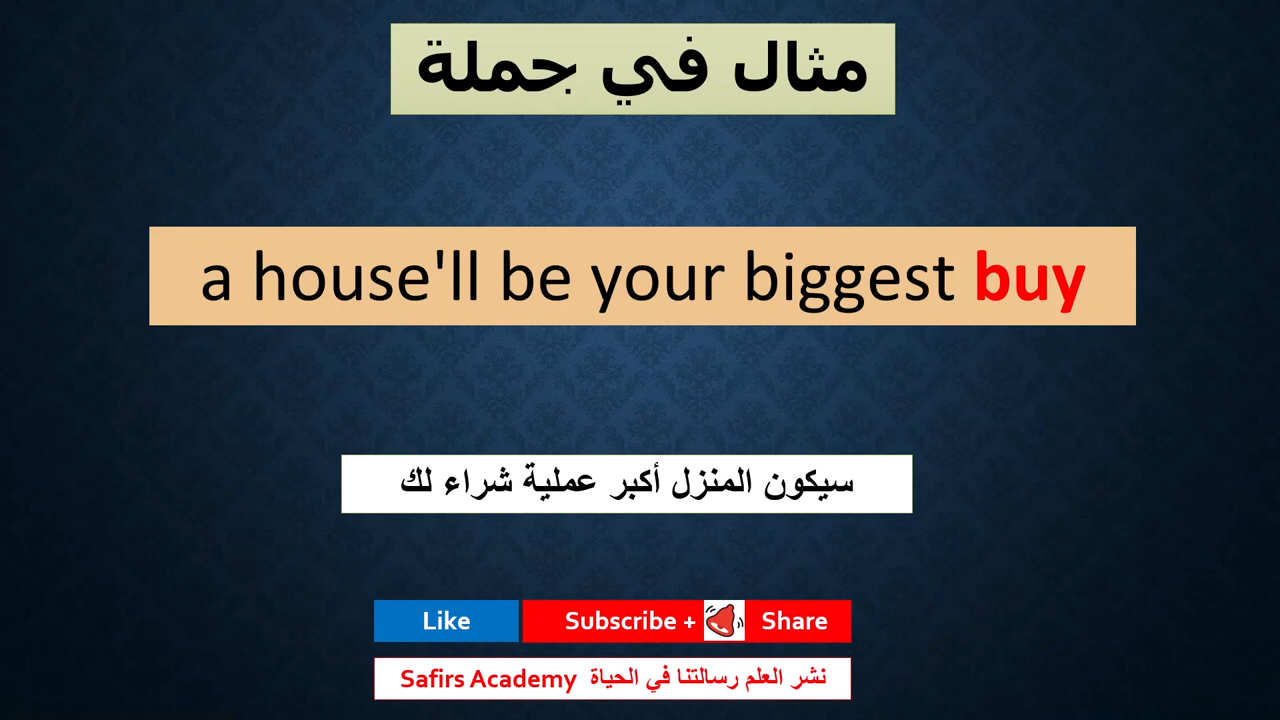 مثال في جملة
a house'll be your biggest buy
سيكون المنزل أكبر عملية شراء لك
Like Subscribe + Share
Safirs Academy نشر العلم رسالتنا في الحياة